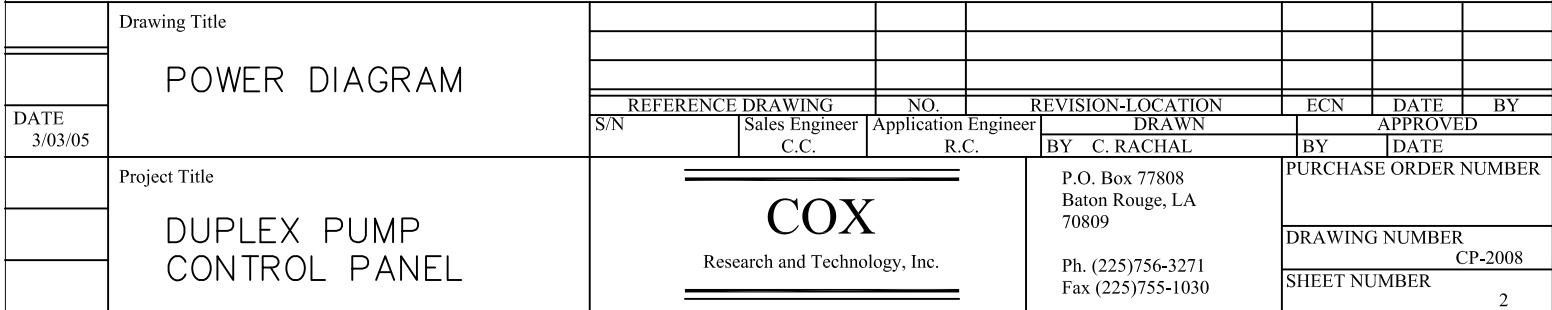 Drawing Title
POWER DIAGRAM
DATE
3/03/05
REFERENCE DRAWING NO. REVISION-LOCATION ECN DATE BY
S/N Sales Engineer Application Engineer DRAWN APPROVED
C.C. R.C. BY C. RACHAL BY DATE
Project Title
DUPLEX PUMP
CONTROL PANEL
COX
Research and Technology, Inc.
P.O. Box 77808
Baton Rouge, LA
70809
Ph. (225)756-3271
Fax (225)755-1030
PURCHASE ORDER NUMBER
DRAWING NUMBER
CP-2008
SHEET NUMBER
2